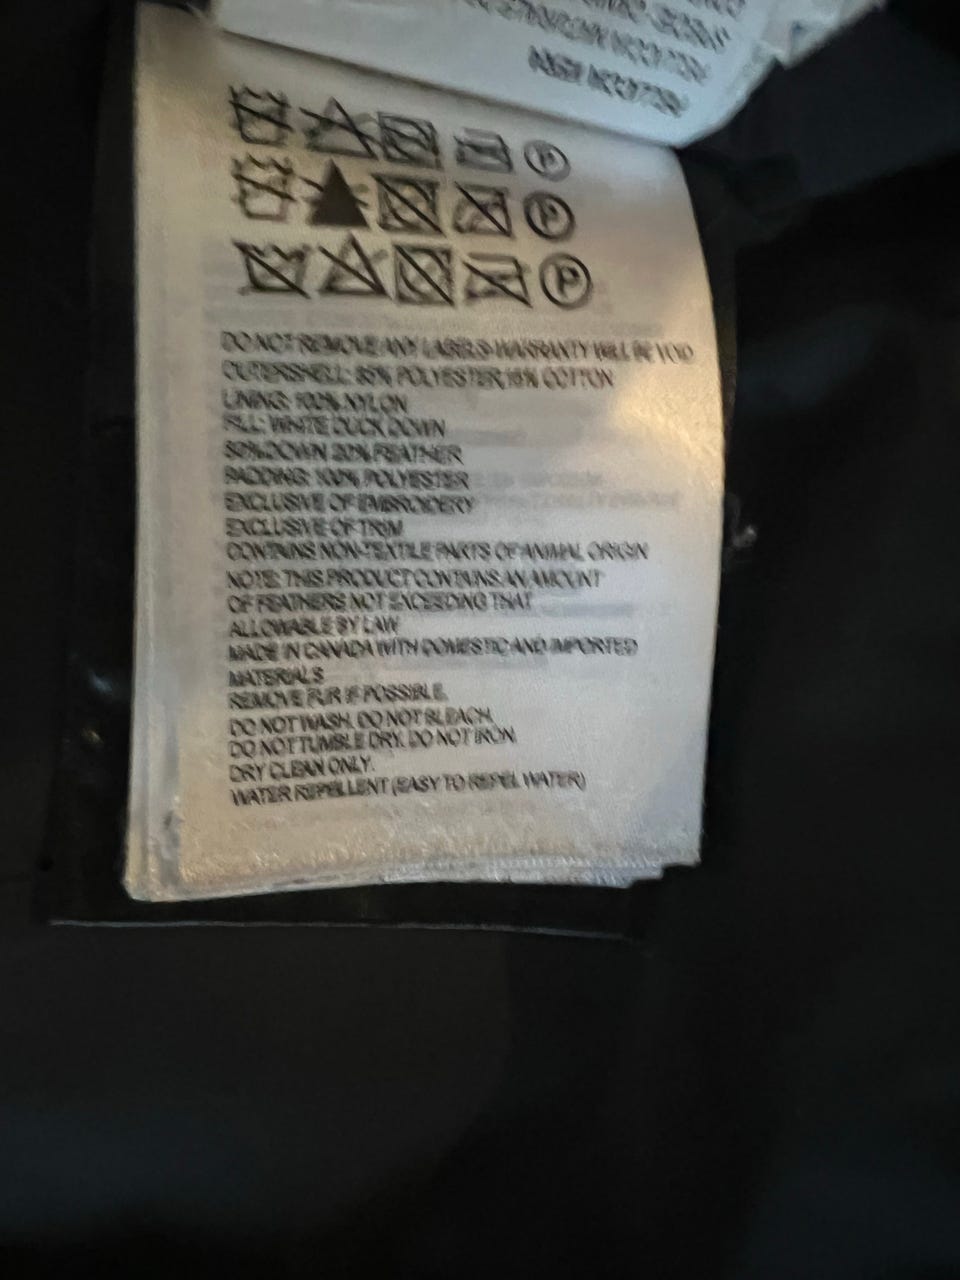 P
P
P
DO NOT REMOVE ANY LABELS-WARRANTY WILL BE VOID
OUTERSHELL: 85% POLYESTER, 15% COTTON
LINING: 100% NYLON
FILL: WHITE DUCK DOWN
80% DOWN 20% FEATHER
PADDING: 100% POLYESTER
EXCLUSIVE OF EMBROIDERY
EXCLUSIVE OF TRIM
CONTAINS NON-TEXTILE PARTS OF ANIMAL ORIGIN
NOTE: THIS PRODUCT CONTAINS AN AMOUNT
OF FEATHERS NOT EXCEEDING THAT
ALLOWABLE BY LAW
MADE IN CANADA WITH DOMESTIC AND IMPORTED
MATERIALS
REMOVE FUR IF POSSIBLE.
DO NOT WASH. DO NOT BLEACH.
DO NOT TUMBLE DRY. DO NOT IRON.
DRY CLEAN ONLY.
WATER REPELLENT (EASY TO REPEL WATER)